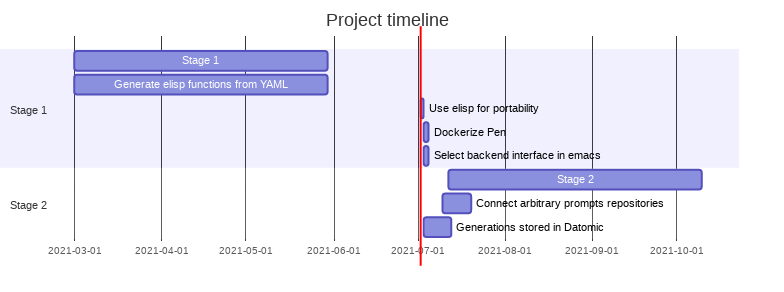 Project timeline
Stage 1
Generate elisp functions from YAML
Use elisp for portability
Stage 1
Dockerize Pen
Select backend interface in emacs
Stage 2
Connect arbitrary prompts repositories
Stage 2
Generations stored in Datomic
2021-03-01 2021-04-01 2021-05-01 2021-06-01 2021-07-01 2021-08-01 2021-09-01 2021-10-01